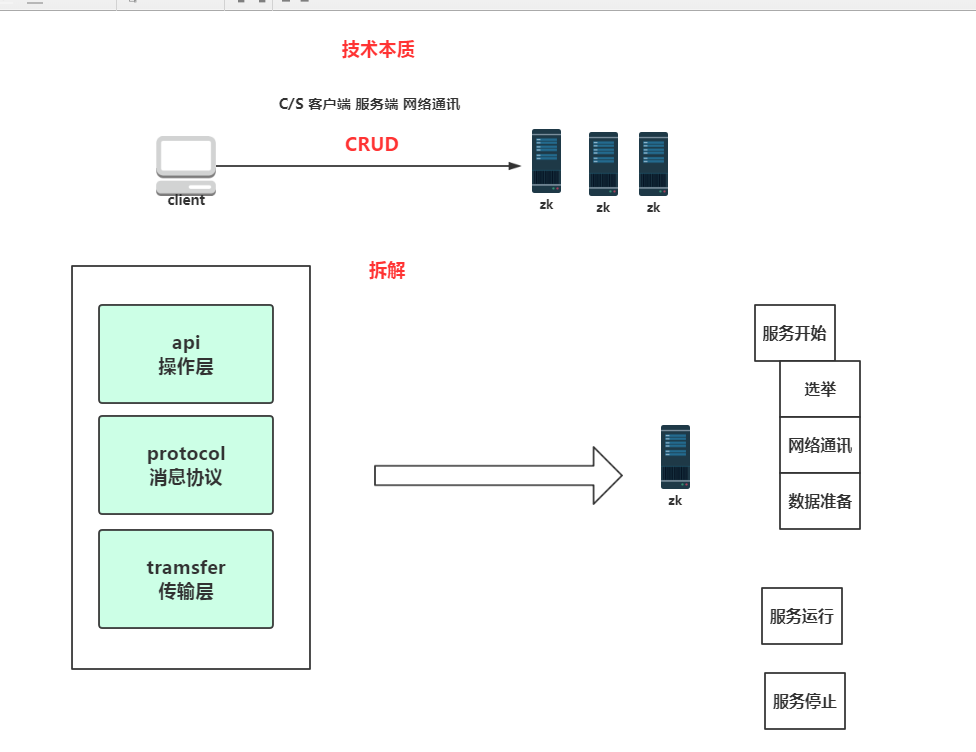 技术本质
C/S 客户端 服务端 网络通讯
CRUD
client
zk
zk
zk
拆解
api
操作层
protocol
消息协议
tramsfer
传输层
zk
服务开始
选举
网络通讯
数据准备
服务运行
服务停止